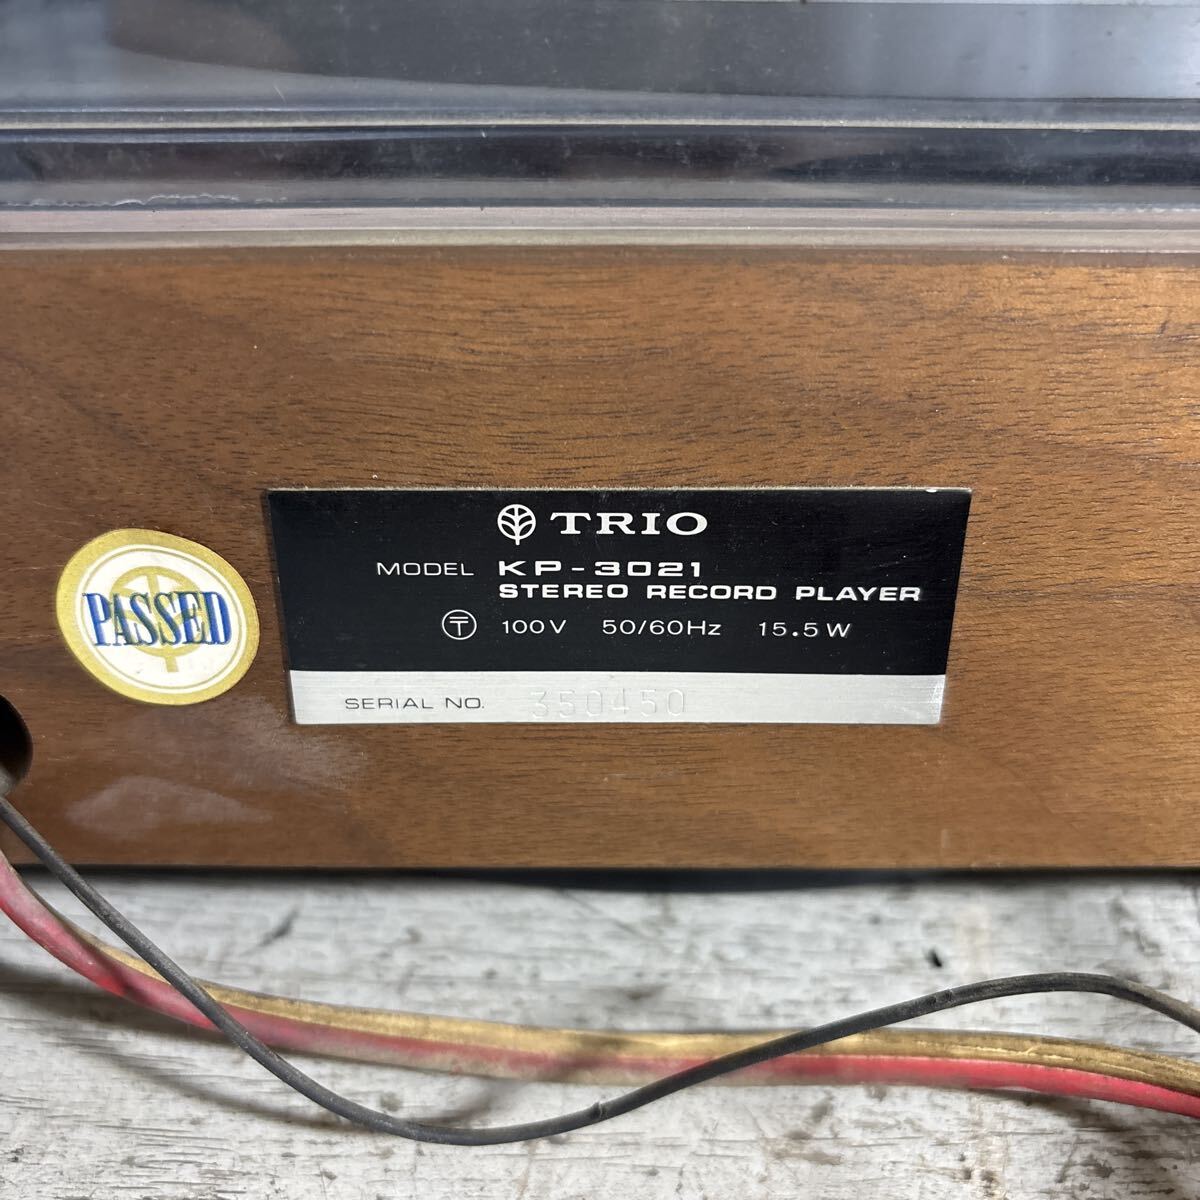 TRIO
MODEL KP-3021
STEREO RECORD PLAYER
〒 100V 50/60Hz 15.5W
SERIAL NO. 350450
PASSED